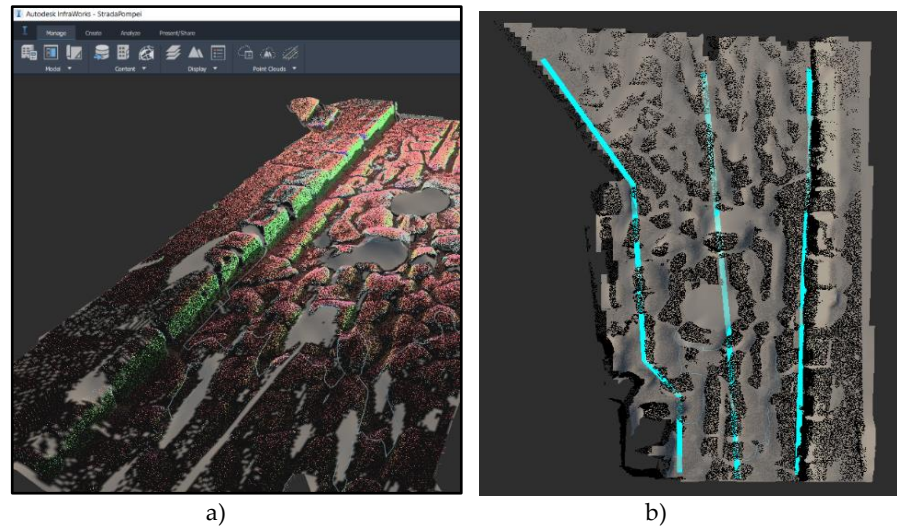 Autodesk InfraWorks - StradaPompei
Manage Create Analyze Present/Share
Model Content Display Point Clouds
a) b)